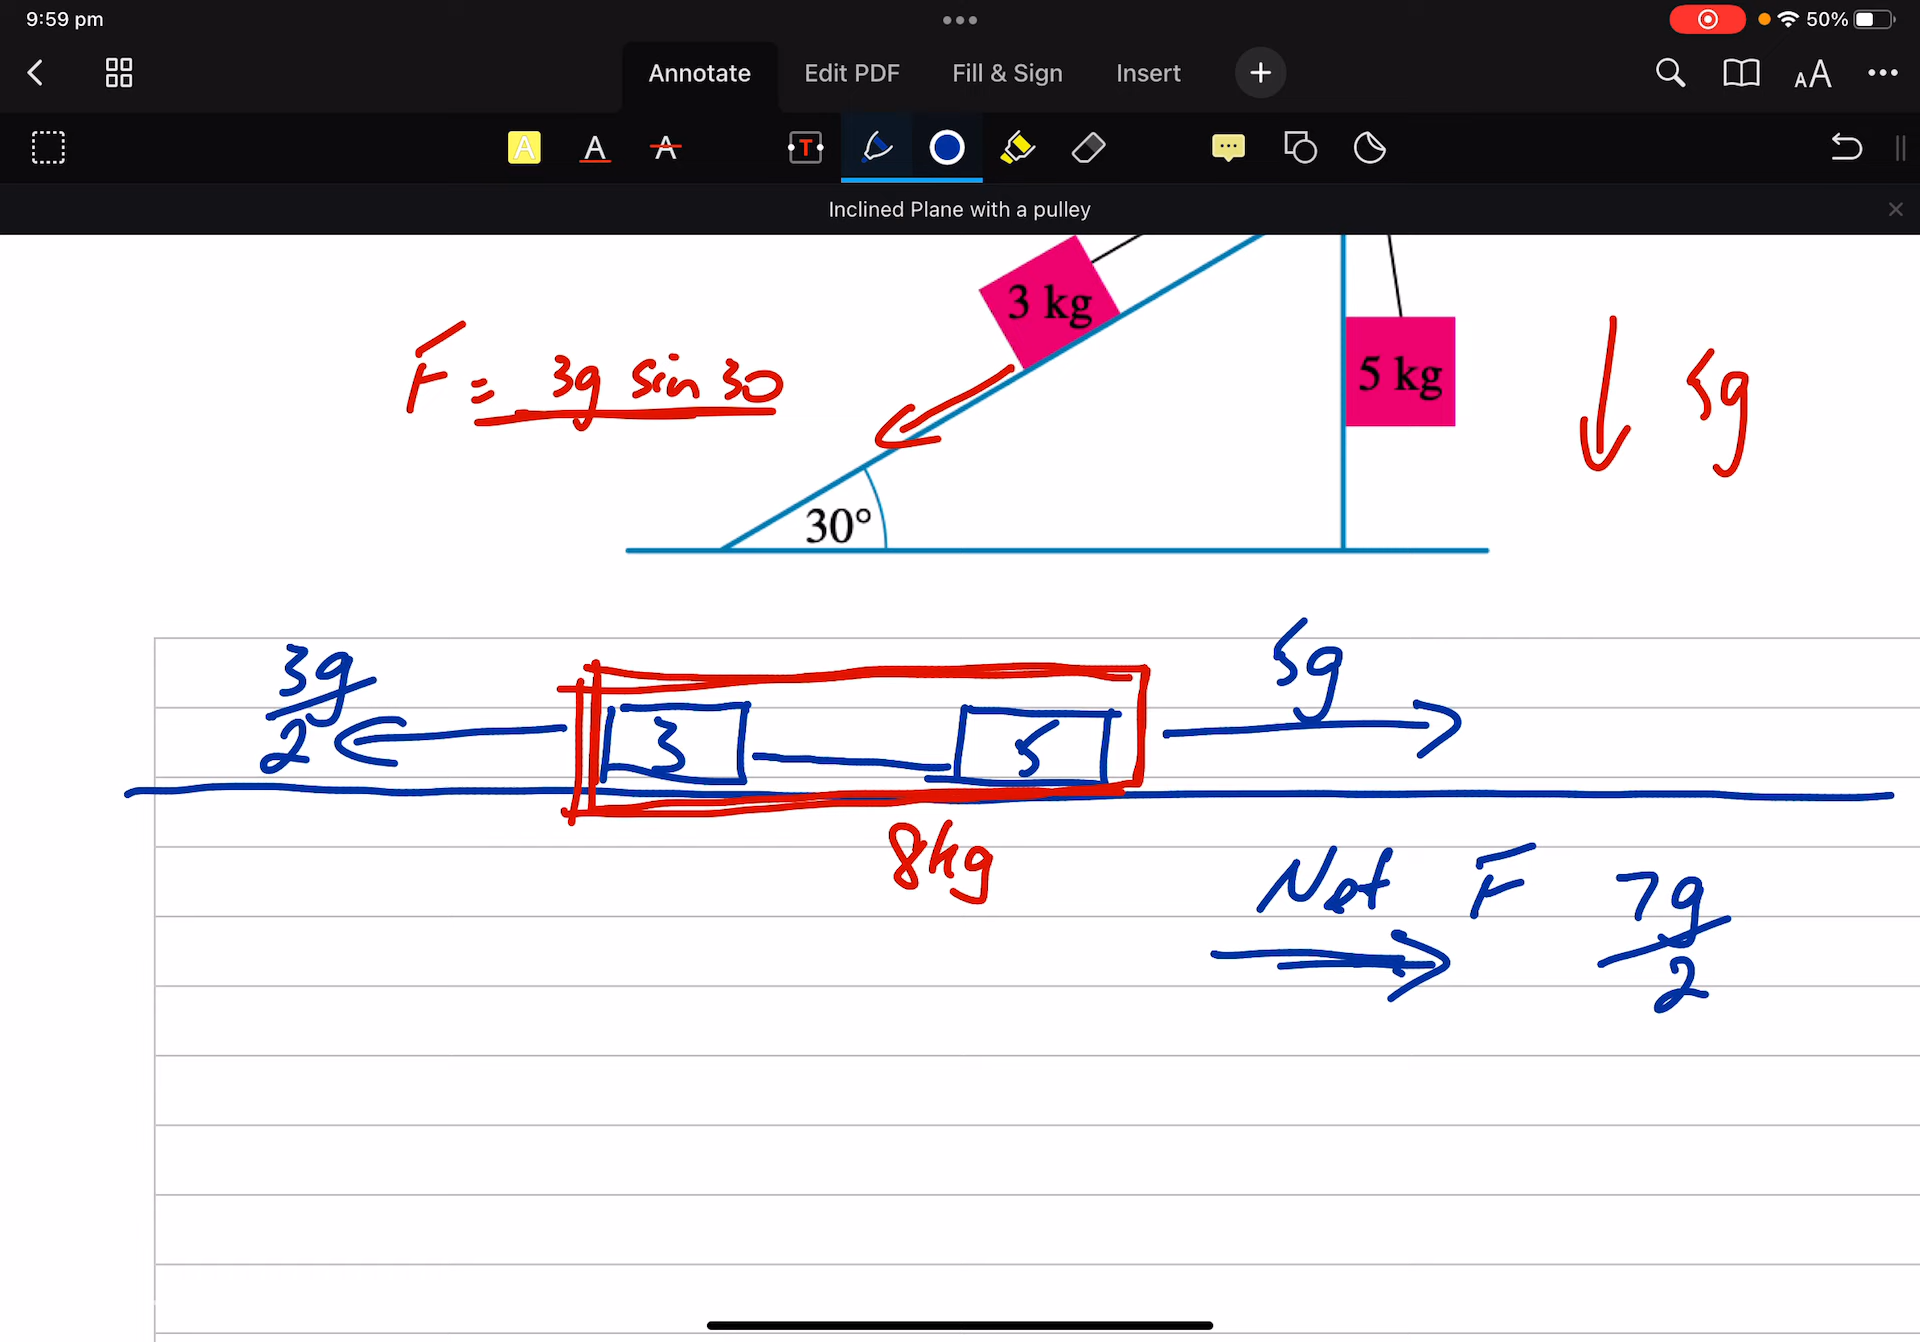 9:59 pm
50%
Annotate
Edit PDF
Fill & Sign
Insert
AA
A A A T
Inclined Plane with a pulley
3 kg
F = 3g sin 30
5 kg
5g
30°
3g
2
3
5
5g
8kg
Net F 7g
2